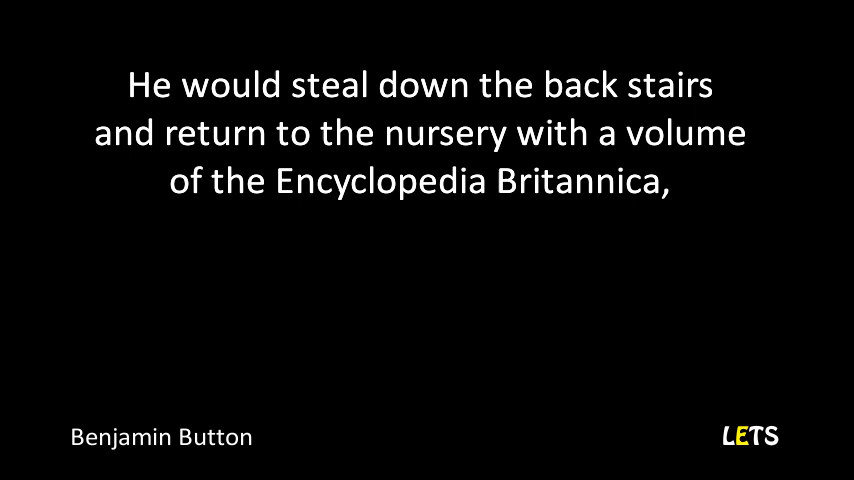 He would steal down the back stairs
and return to the nursery with a volume
of the Encyclopedia Britannica,
Benjamin Button
LETS